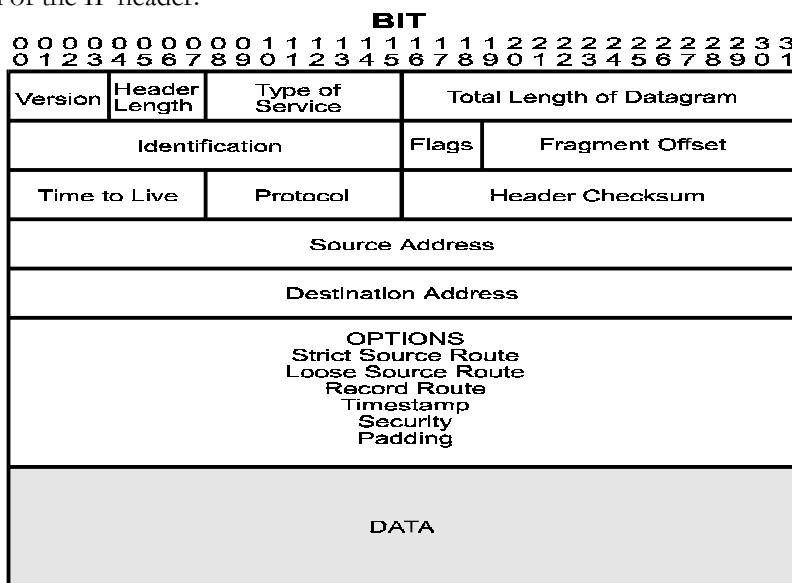 of the IP header.
BIT
0 0 0 0 0 0 0 0 0 0 1 1 1 1 1 1 1 1 1 1 2 2 2 2 2 2 2 2 2 2 3 3
0 1 2 3 4 5 6 7 8 9 0 1 2 3 4 5 6 7 8 9 0 1 2 3 4 5 6 7 8 9 0 1
Version Header Length Type of Service Total Length of Datagram
Identification Flags Fragment Offset
Time to Live Protocol Header Checksum
Source Address
Destination Address
OPTIONS
Strict Source Route
Loose Source Route
Record Route
Timestamp
Security
Padding
DATA